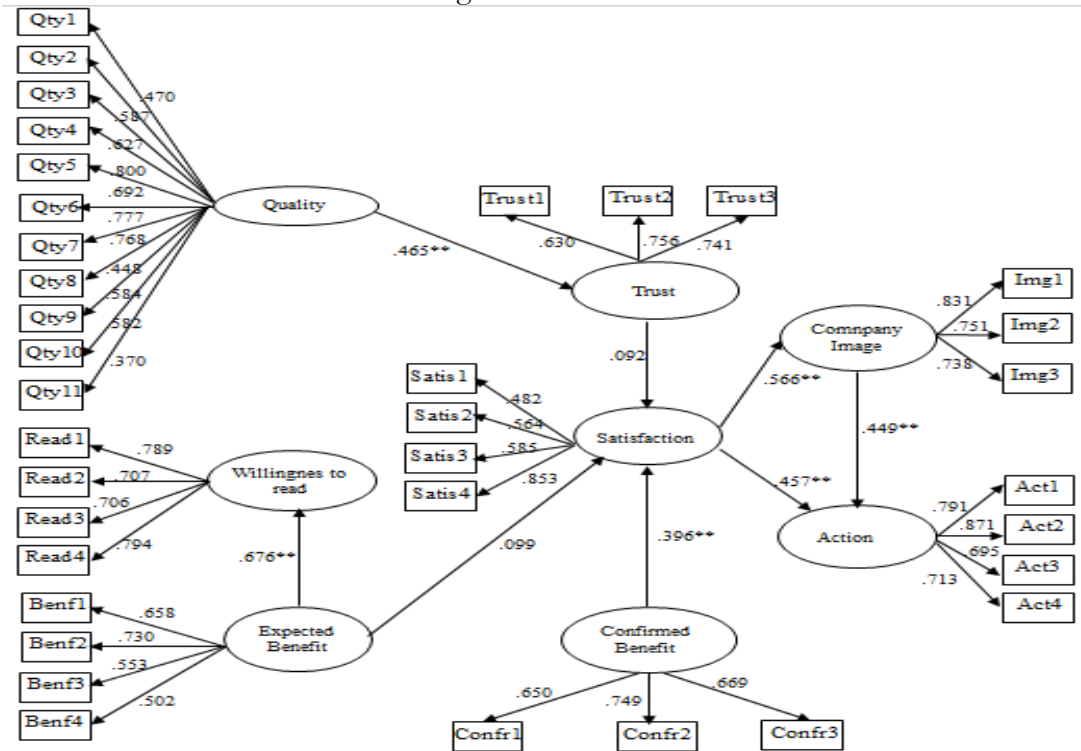 Qty1
Qty2
Qty3
Qty4
Qty5
Qty6
Qty7
Qty8
Qty9
Qty10
Qty11
.470
.587
.627
.800
.692
.777
.768
.448
.584
.582
.370
Quality
.465**
Trust1
Trust2
Trust3
.630
.756
.741
Trust
.092
Comnpany
Image
.831
.751
.738
Img1
Img2
Img3
.566**
.449**
Satis1
Satis2
Satis3
Satis4
.482
.564
.585
.853
Satisfaction
.457**
Read1
Read2
Read3
Read4
.789
.707
.706
.794
Willingnes to
read
.676**
.099
.396**
Action
.791
.871
.695
.713
Act1
Act2
Act3
Act4
Benf1
Benf2
Benf3
Benf4
.658
.730
.553
.502
Expected
Benefit
Confirmed
Benefit
.650
.749
.669
Confr1
Confr2
Confr3